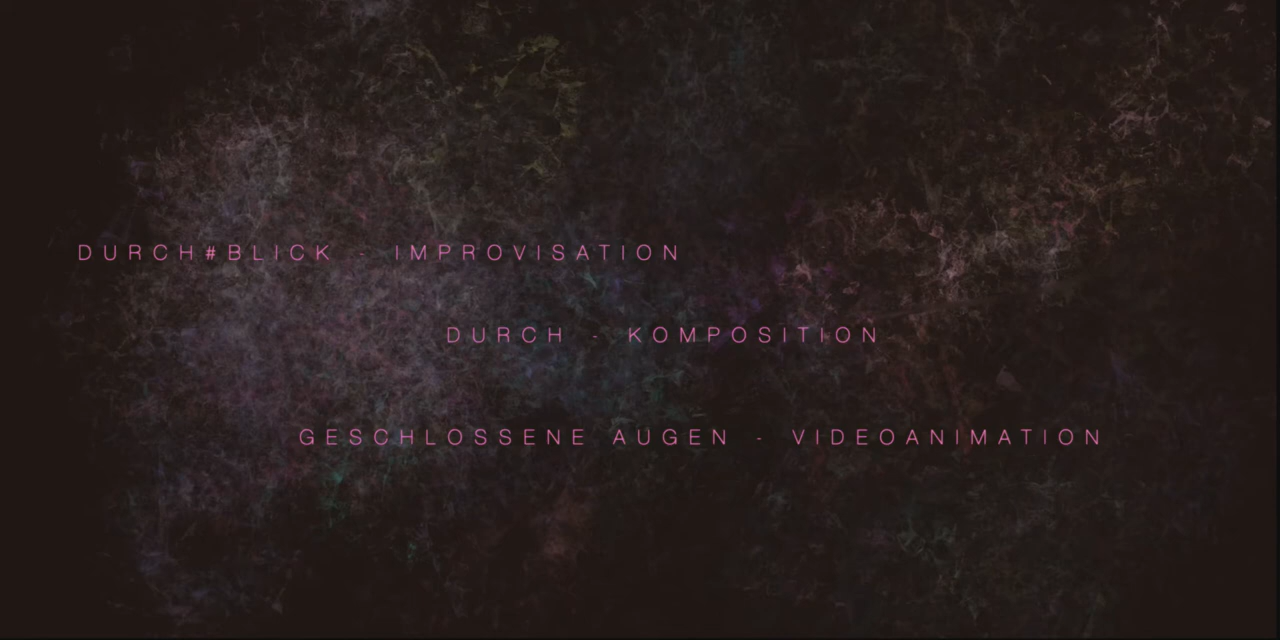 DURCH#BLICK - IMPROVISATION
DURCH - KOMPOSITION
GESCHLOSSENE AUGEN - VIDEOANIMATION